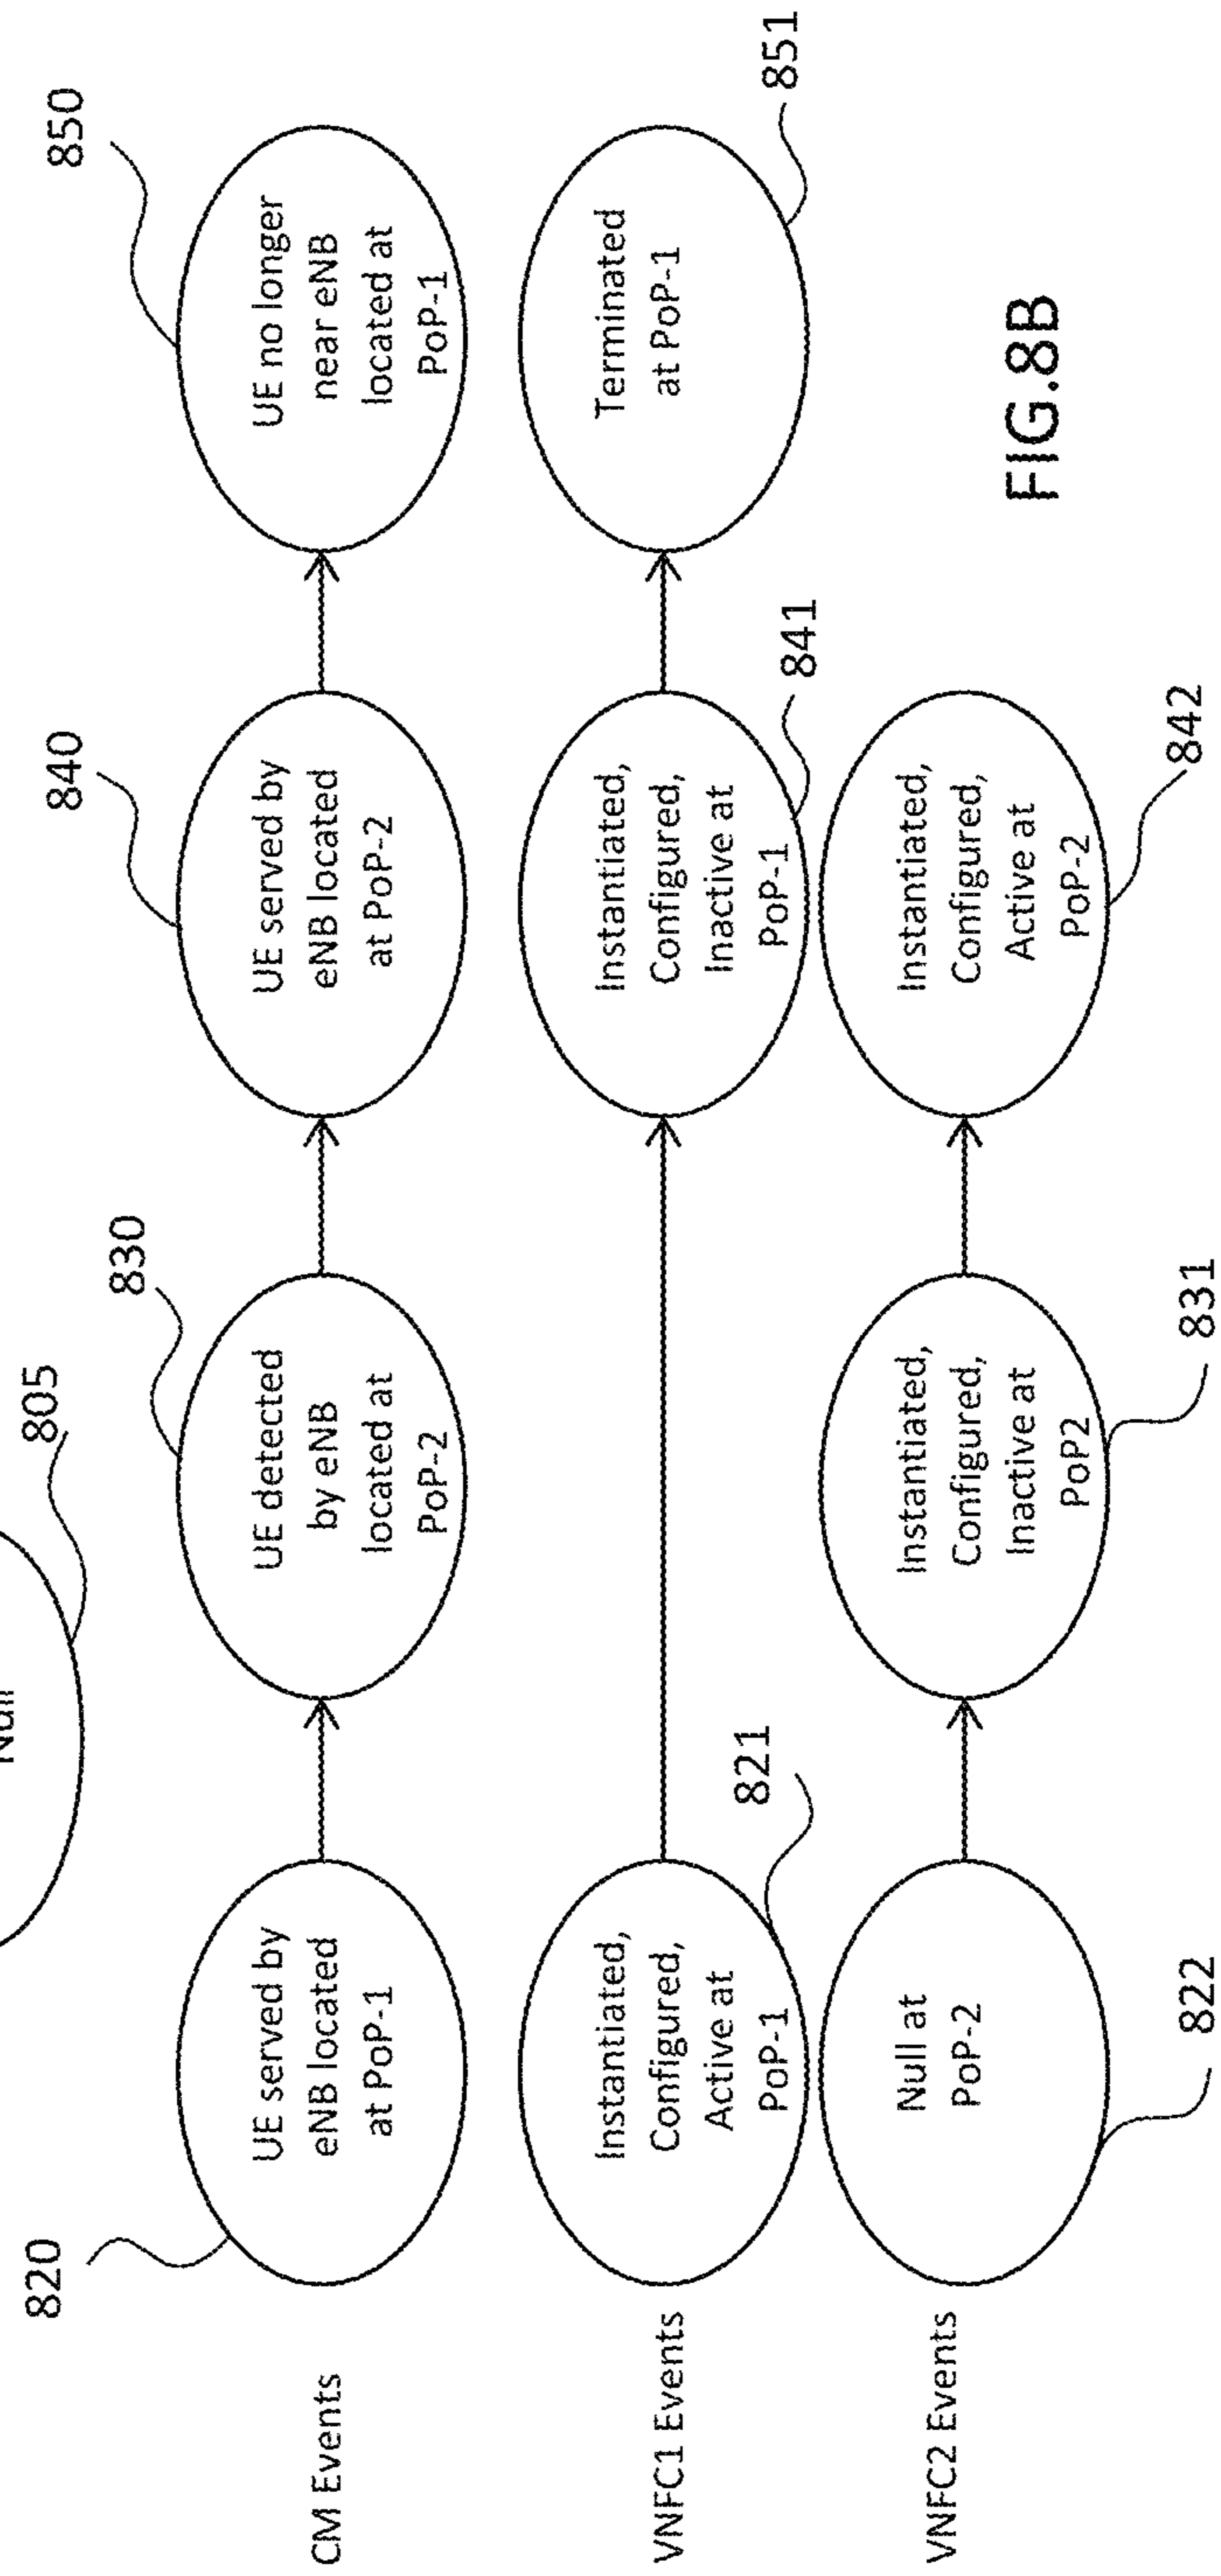 Null
805
820
830
840
850
CM Events
UE served by
eNB located
at PoP-1
UE detected
by eNB
located at
PoP-2
UE served by
eNB located
at PoP-2
UE no longer
near eNB
located at
PoP-1
VNFC1 Events
Instantiated,
Configured,
Active at
PoP-1
821
Instantiated,
Configured,
Inactive at
PoP-1
841
Terminated
at PoP-1
851
VNFC2 Events
Null at
PoP-2
822
Instantiated,
Configured,
Inactive at
PoP2
831
Instantiated,
Configured,
Active at
PoP-2
842
FIG.8B